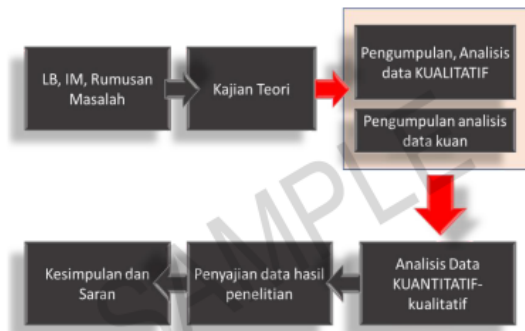 LB, IM, Rumusan
Masalah
Kajian Teori
Pengumpulan, Analisis
data KUALITATIF
Pengumpulan analisis
data kuan
Analisis Data
KUANTITATIF-
kualitatif
Penyajian data hasil
penelitian
Kesimpulan dan
Saran
SAMPLE